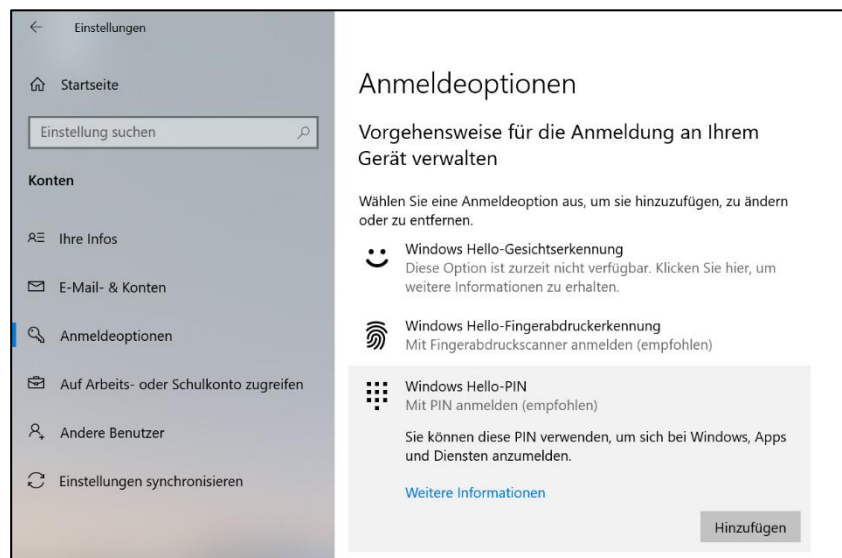 Einstellungen
Startseite
Einstellung suchen
Konten
Ihre Infos
E-Mail- & Konten
Anmeldeoptionen
Auf Arbeits- oder Schulkonto zugreifen
Andere Benutzer
Einstellungen synchronisieren
Anmeldeoptionen
Vorgehensweise für die Anmeldung an Ihrem
Gerät verwalten
Wählen Sie eine Anmeldeoption aus, um sie hinzuzufügen, zu ändern
oder zu entfernen.
Windows Hello-Gesichtserkennung
Diese Option ist zurzeit nicht verfügbar. Klicken Sie hier, um
weitere Informationen zu erhalten.
Windows Hello-Fingerabdruckerkennung
Mit Fingerabdruckscanner anmelden (empfohlen)
Windows Hello-PIN
Mit PIN anmelden (empfohlen)
Sie können diese PIN verwenden, um sich bei Windows, Apps
und Diensten anzumelden.
Weitere Informationen
Hinzufügen